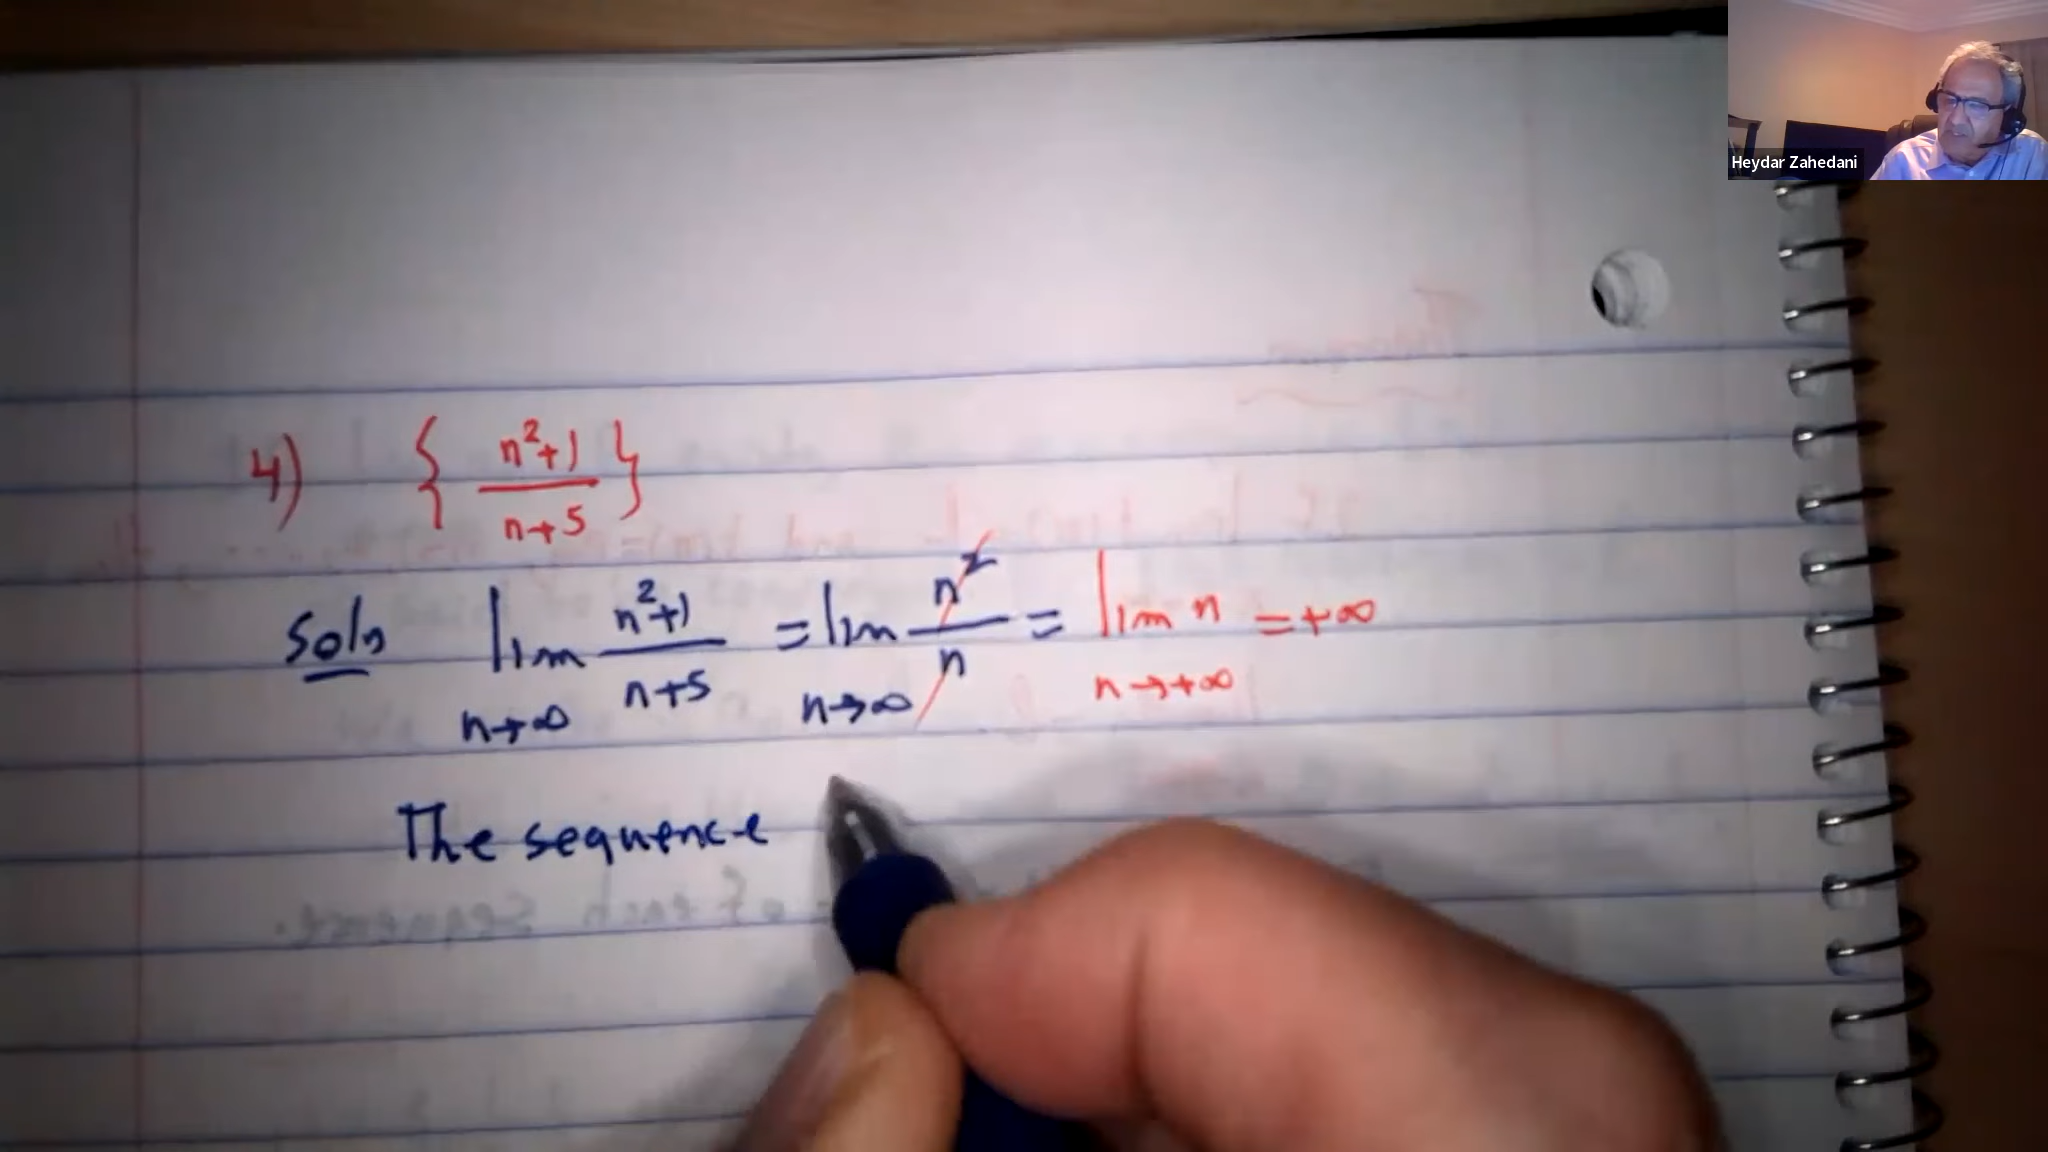 Heydar Zahedani
4) { n²+1 / n+5 }
Soln lim n→∞ n²+1 / n+5 = lim n→∞ n² / n = lim n→+∞ n = +∞
The sequence